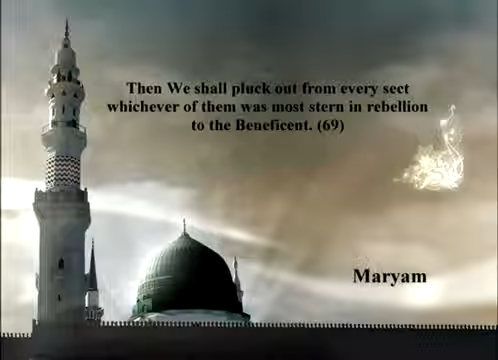 Then We shall pluck out from every sect
whichever of them was most stern in rebellion
to the Beneficent. (69)
Maryam